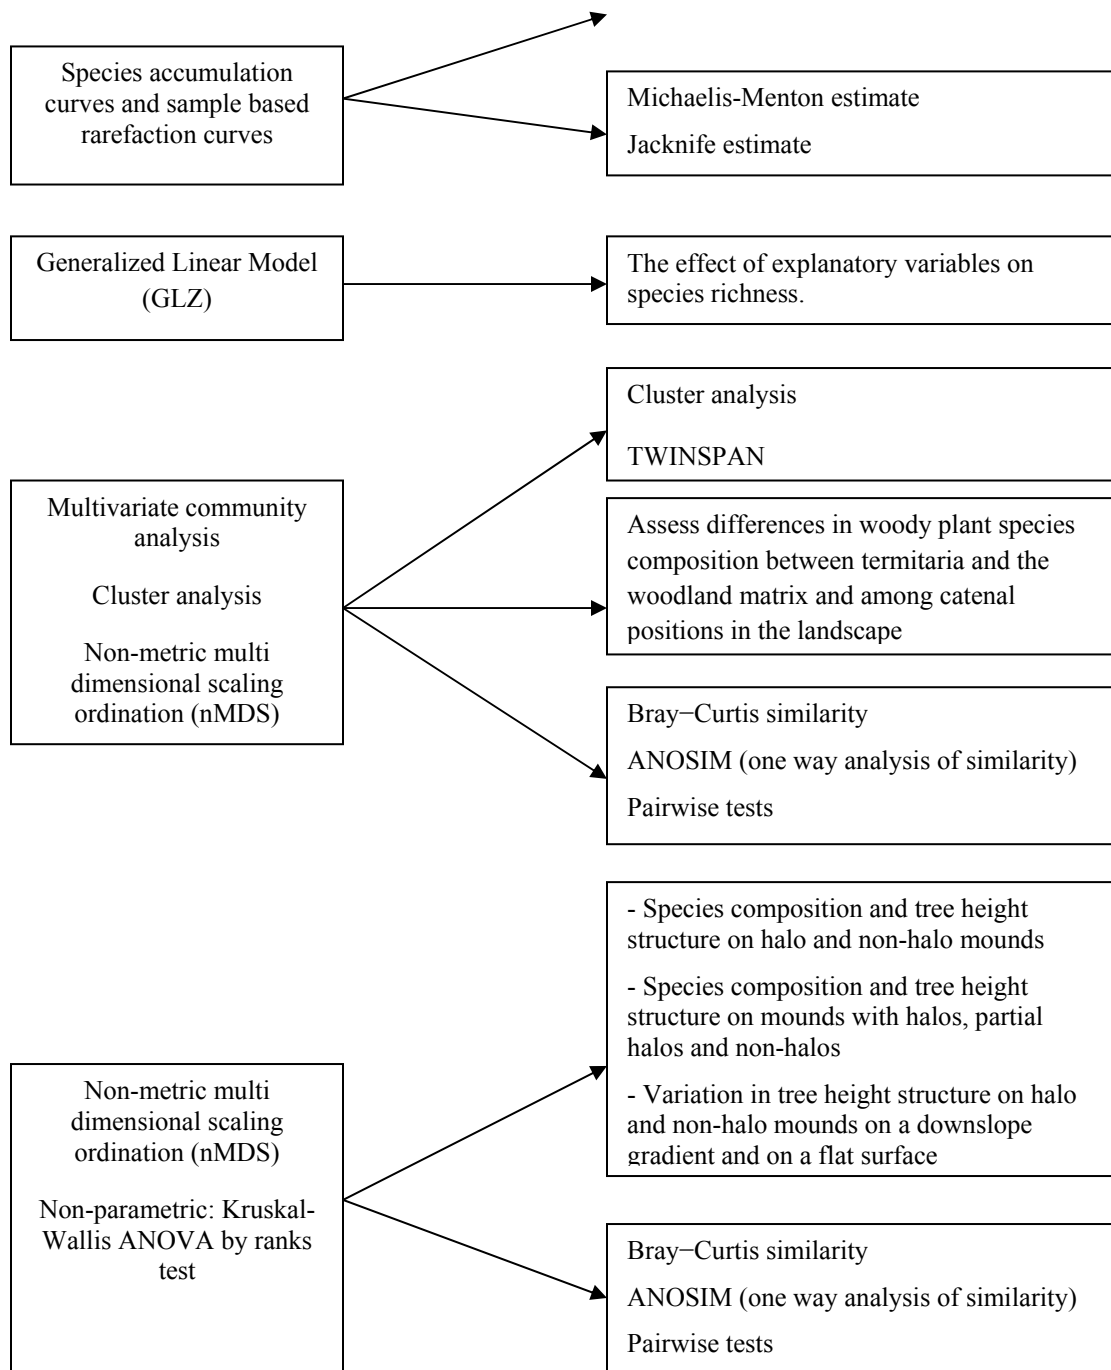 Species accumulation
curves and sample based
rarefaction curves
Michaelis-Menton estimate
Jacknife estimate
Generalized Linear Model
(GLZ)
The effect of explanatory variables on
species richness.
Multivariate community
analysis
Cluster analysis
Non-metric multi
dimensional scaling
ordination (nMDS)
Cluster analysis
TWINSPAN
Assess differences in woody plant species
composition between termitaria and the
woodland matrix and among catenal
positions in the landscape
Bray−Curtis similarity
ANOSIM (one way analysis of similarity)
Pairwise tests
Non-metric multi
dimensional scaling
ordination (nMDS)
Non-parametric: Kruskal-
Wallis ANOVA by ranks
test
- Species composition and tree height
structure on halo and non-halo mounds
- Species composition and tree height
structure on mounds with halos, partial
halos and non-halos
- Variation in tree height structure on halo
and non-halo mounds on a downslope
gradient and on a flat surface
Bray−Curtis similarity
ANOSIM (one way analysis of similarity)
Pairwise tests